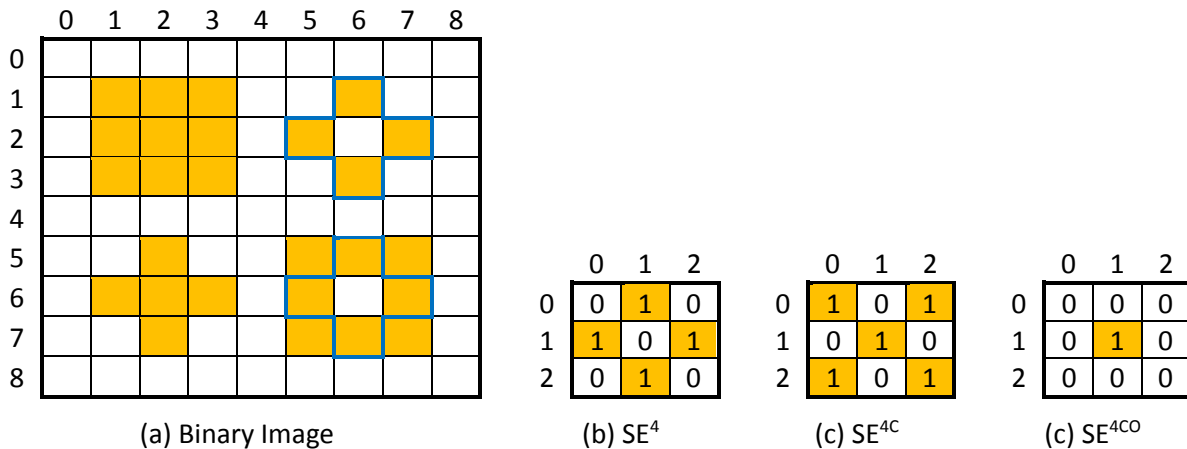 0 1 2 3 4 5 6 7 8
0
1
2
3
4
5
6
7
8
(a) Binary Image
0 1 2
0 0 1 0
1 1 0 1
2 0 1 0
(b) SE⁴
0 1 2
0 1 0 1
1 0 1 0
2 1 0 1
(c) SE⁴ᶜ
0 1 2
0 0 0 0
1 0 1 0
2 0 0 0
(c) SE⁴ᶜᴼ